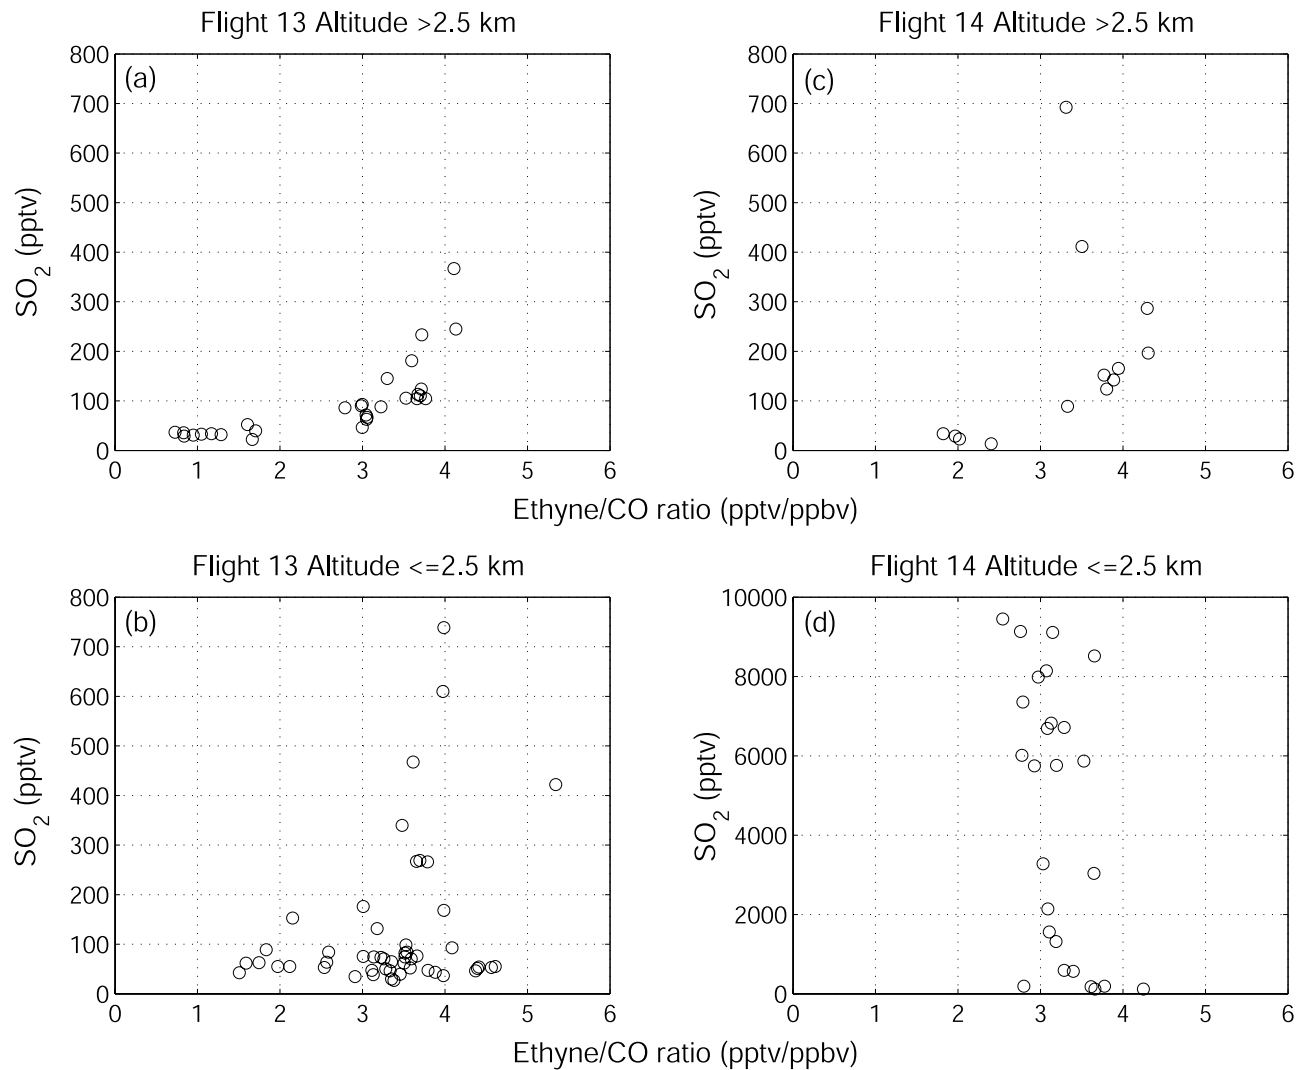 Flight 13 Altitude >2.5 km
(a)
800
700
600
500
400
300
200
100
0
SO2 (pptv)
0 1 2 3 4 5 6
Flight 14 Altitude >2.5 km
(c)
800
700
600
500
400
300
200
100
0
SO2 (pptv)
0 1 2 3 4 5 6
Ethyne/CO ratio (pptv/ppbv)
Flight 13 Altitude <=2.5 km
(b)
800
700
600
500
400
300
200
100
0
SO2 (pptv)
0 1 2 3 4 5 6
Flight 14 Altitude <=2.5 km
(d)
10000
8000
6000
4000
2000
0
SO2 (pptv)
0 1 2 3 4 5 6
Ethyne/CO ratio (pptv/ppbv)